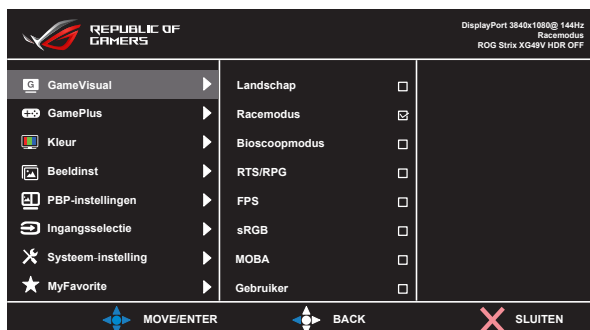 REPUBLIC OF
GAMERS
DisplayPort 3840x1080@ 144Hz
Racemodus
ROG Strix XG49V HDR OFF
G GameVisual
GamePlus
Kleur
Beeldinst
PBP-instellingen
Ingangsselectie
Systeem-instelling
MyFavorite
Landschap
Racemodus
Bioscoopmodus
RTS/RPG
FPS
sRGB
MOBA
Gebruiker
MOVE/ENTER
BACK
SLUITEN